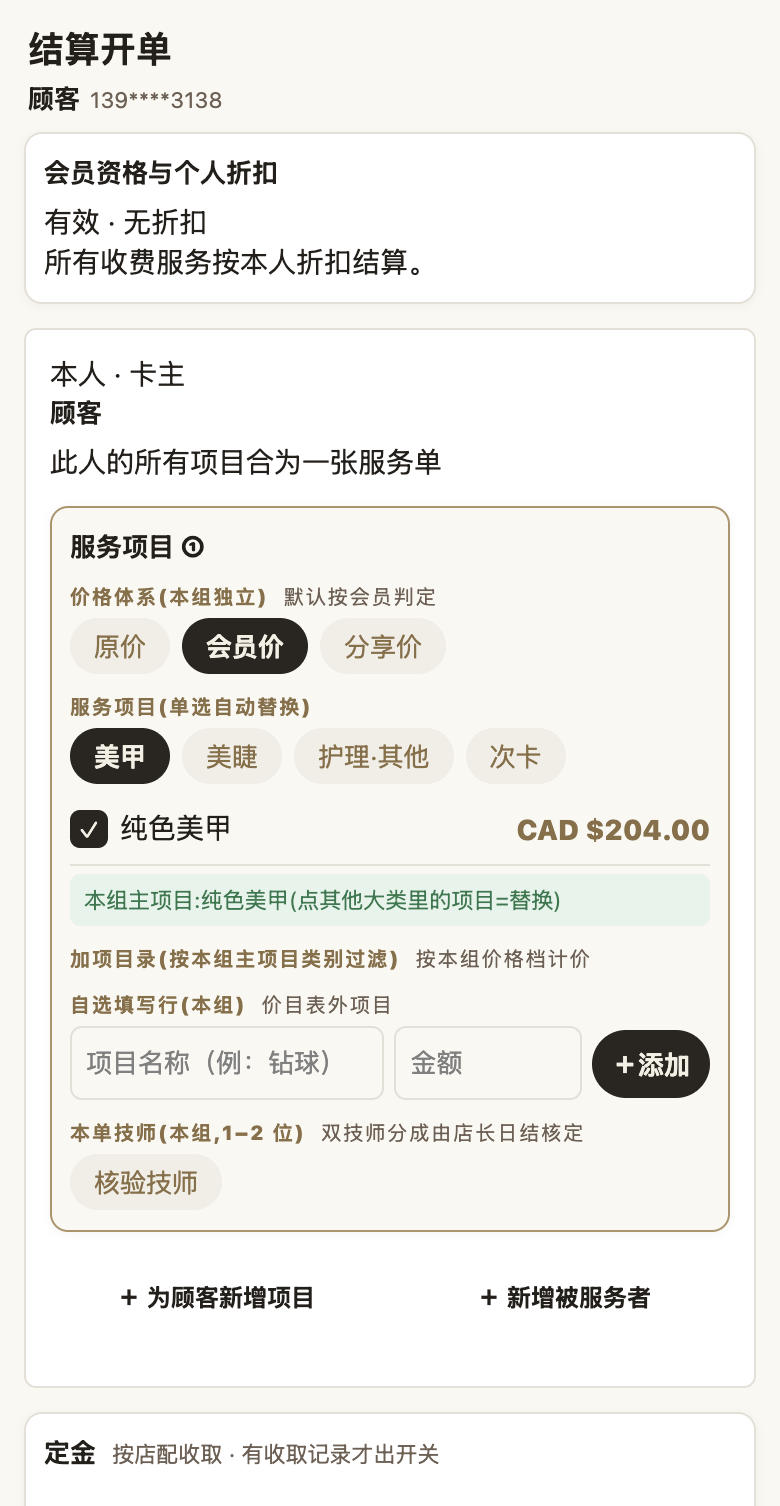 结算开单
顾客 139****3138
会员资格与个人折扣
有效 · 无折扣
所有收费服务按本人折扣结算。
本人 · 卡主
顾客
此人的所有项目合为一张服务单
服务项目 ①
价格体系(本组独立) 默认按会员判定
原价 会员价 分享价
服务项目(单选自动替换)
美甲 美睫 护理·其他 次卡
纯色美甲 CAD $204.00
本组主项目:纯色美甲(点其他大类里的项目=替换)
加项目录(按本组主项目类别过滤) 按本组价格档计价
自选填写行(本组) 价目表外项目
项目名称（例：钻球） 金额 ＋添加
本单技师(本组,1–2 位) 双技师分成由店长日结核定
核验技师
＋ 为顾客新增项目 ＋ 新增被服务者
定金 按店配收取 · 有收取记录才出开关